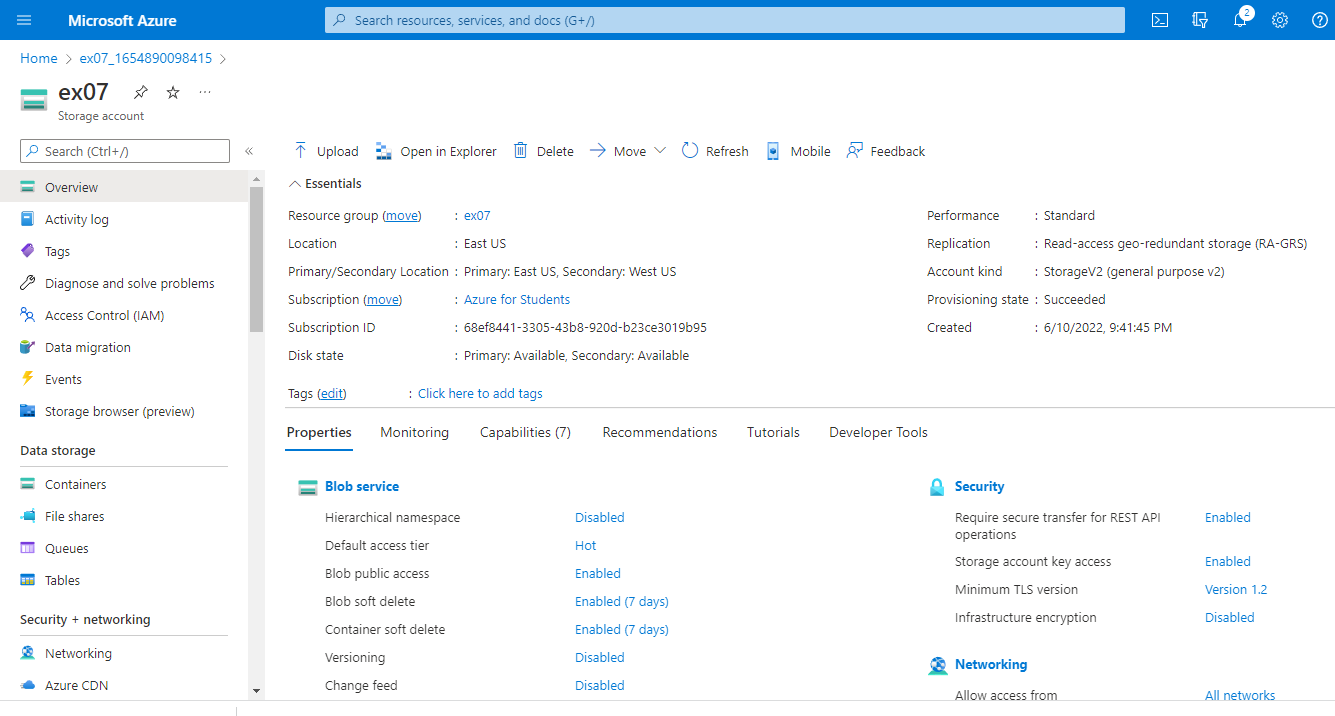 Microsoft Azure
Search resources, services, and docs (G+/)
2
Home > ex07_1654890098415 >
ex07
Storage account
Search (Ctrl+/)
«
Overview
Activity log
Tags
Diagnose and solve problems
Access Control (IAM)
Data migration
Events
Storage browser (preview)
Data storage
Containers
File shares
Queues
Tables
Security + networking
Networking
Azure CDN
Upload Open in Explorer Delete Move Refresh Mobile Feedback
Essentials
Resource group (move) : ex07
Location : East US
Primary/Secondary Location : Primary: East US, Secondary: West US
Subscription (move) : Azure for Students
Subscription ID : 68ef8441-3305-43b8-920d-b23ce3019b95
Disk state : Primary: Available, Secondary: Available
Tags (edit) : Click here to add tags
Performance : Standard
Replication : Read-access geo-redundant storage (RA-GRS)
Account kind : StorageV2 (general purpose v2)
Provisioning state : Succeeded
Created : 6/10/2022, 9:41:45 PM
Properties Monitoring Capabilities (7) Recommendations Tutorials Developer Tools
Blob service
Hierarchical namespace Disabled
Default access tier Hot
Blob public access Enabled
Blob soft delete Enabled (7 days)
Container soft delete Enabled (7 days)
Versioning Disabled
Change feed Disabled
Security
Require secure transfer for REST API Enabled
operations
Storage account key access Enabled
Minimum TLS version Version 1.2
Infrastructure encryption Disabled
Networking
Allow access from All networks